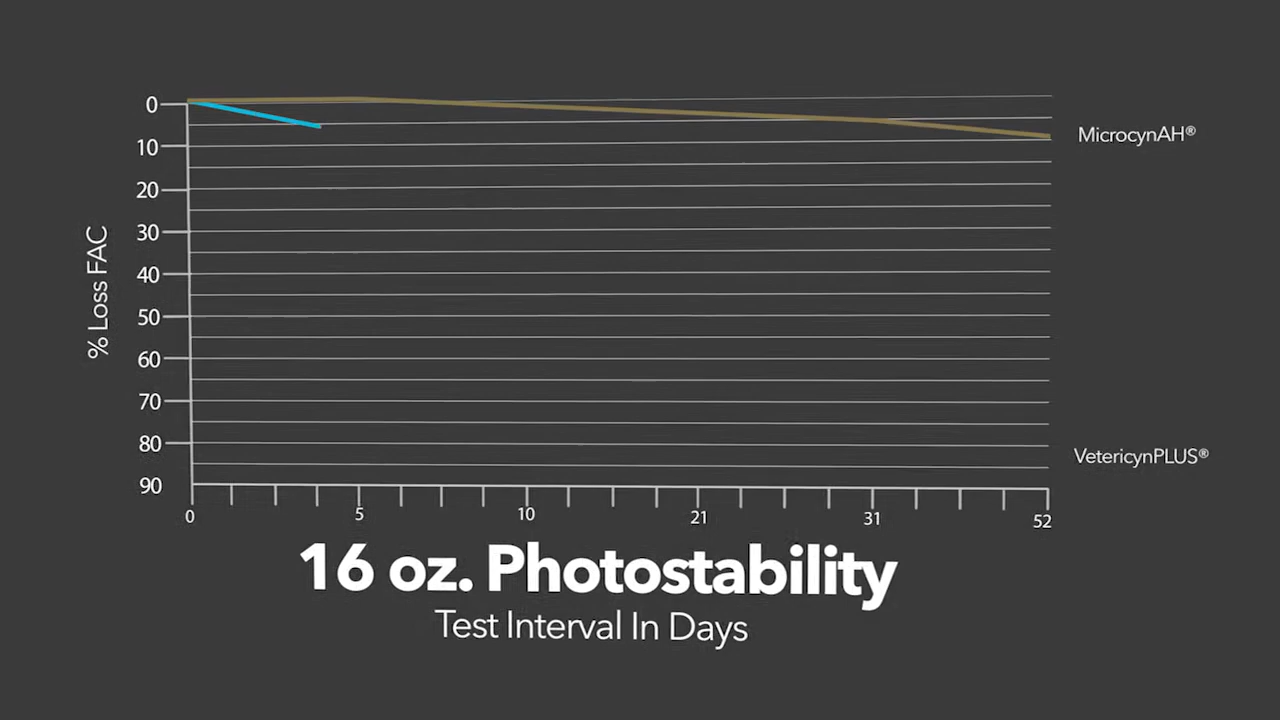 0
10
20
30
40
50
60
70
80
90
% Loss FAC
MicrocynAH®
VetericynPLUS®
0 5 10 21 31 52
16 oz. Photostability
Test Interval In Days